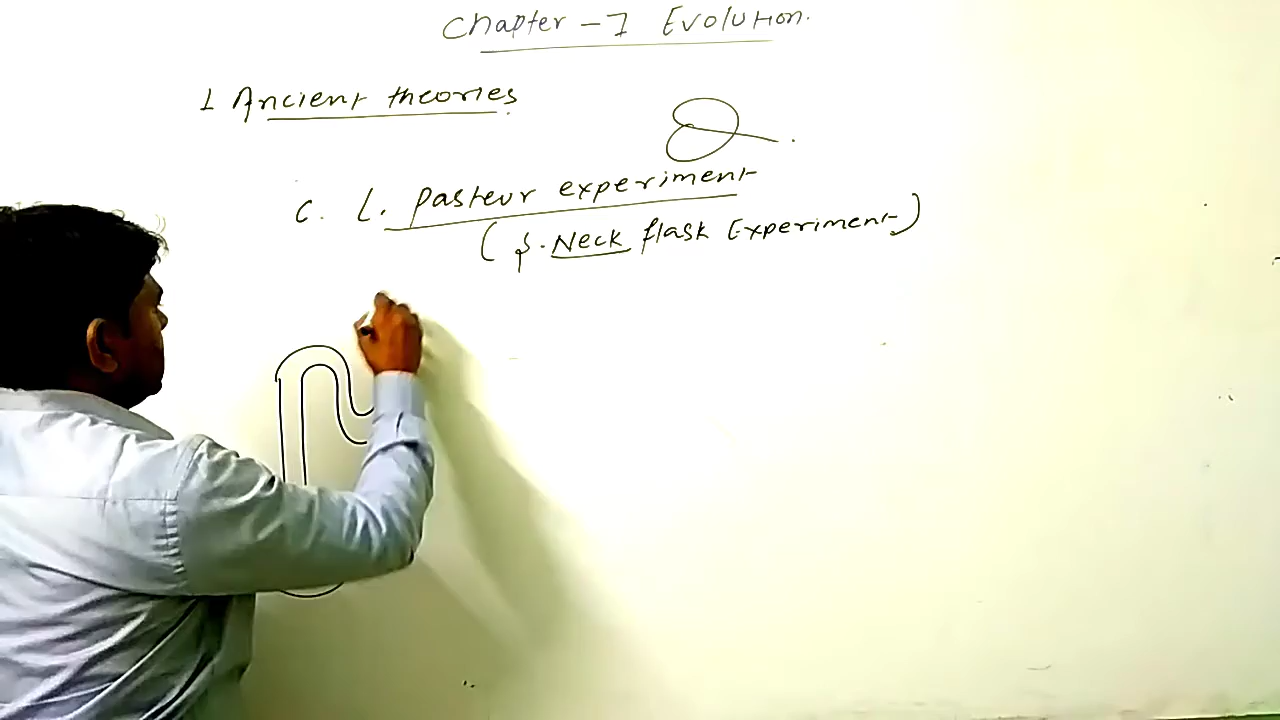 Chapter - 7 Evolution.
1 Ancient theories
C. L. Pasteur experiment
( S. Neck flask Experiment )